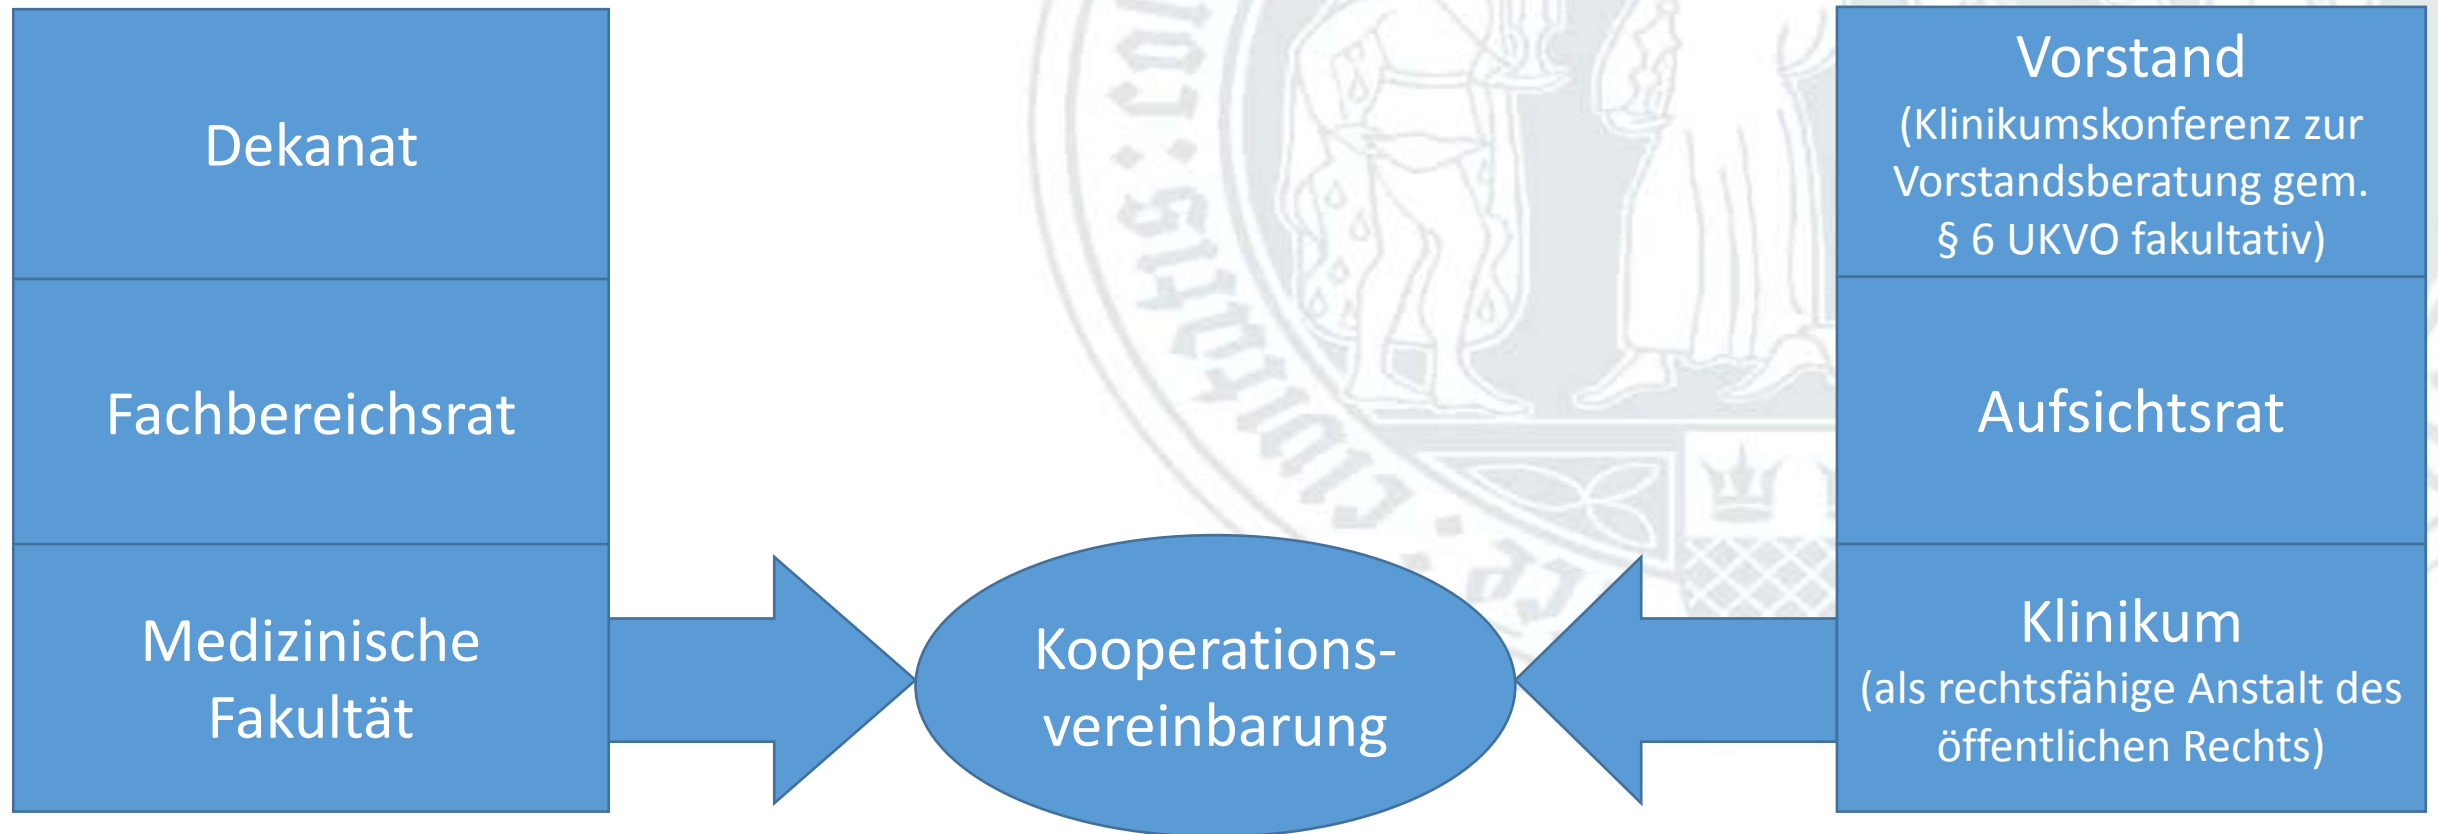 Dekanat
Fachbereichsrat
Medizinische
Fakultät
Kooperations-
vereinbarung
Vorstand
(Klinikumskonferenz zur
Vorstandsberatung gem.
§ 6 UKVO fakultativ)
Aufsichtsrat
Klinikum
(als rechtsfähige Anstalt des
öffentlichen Rechts)